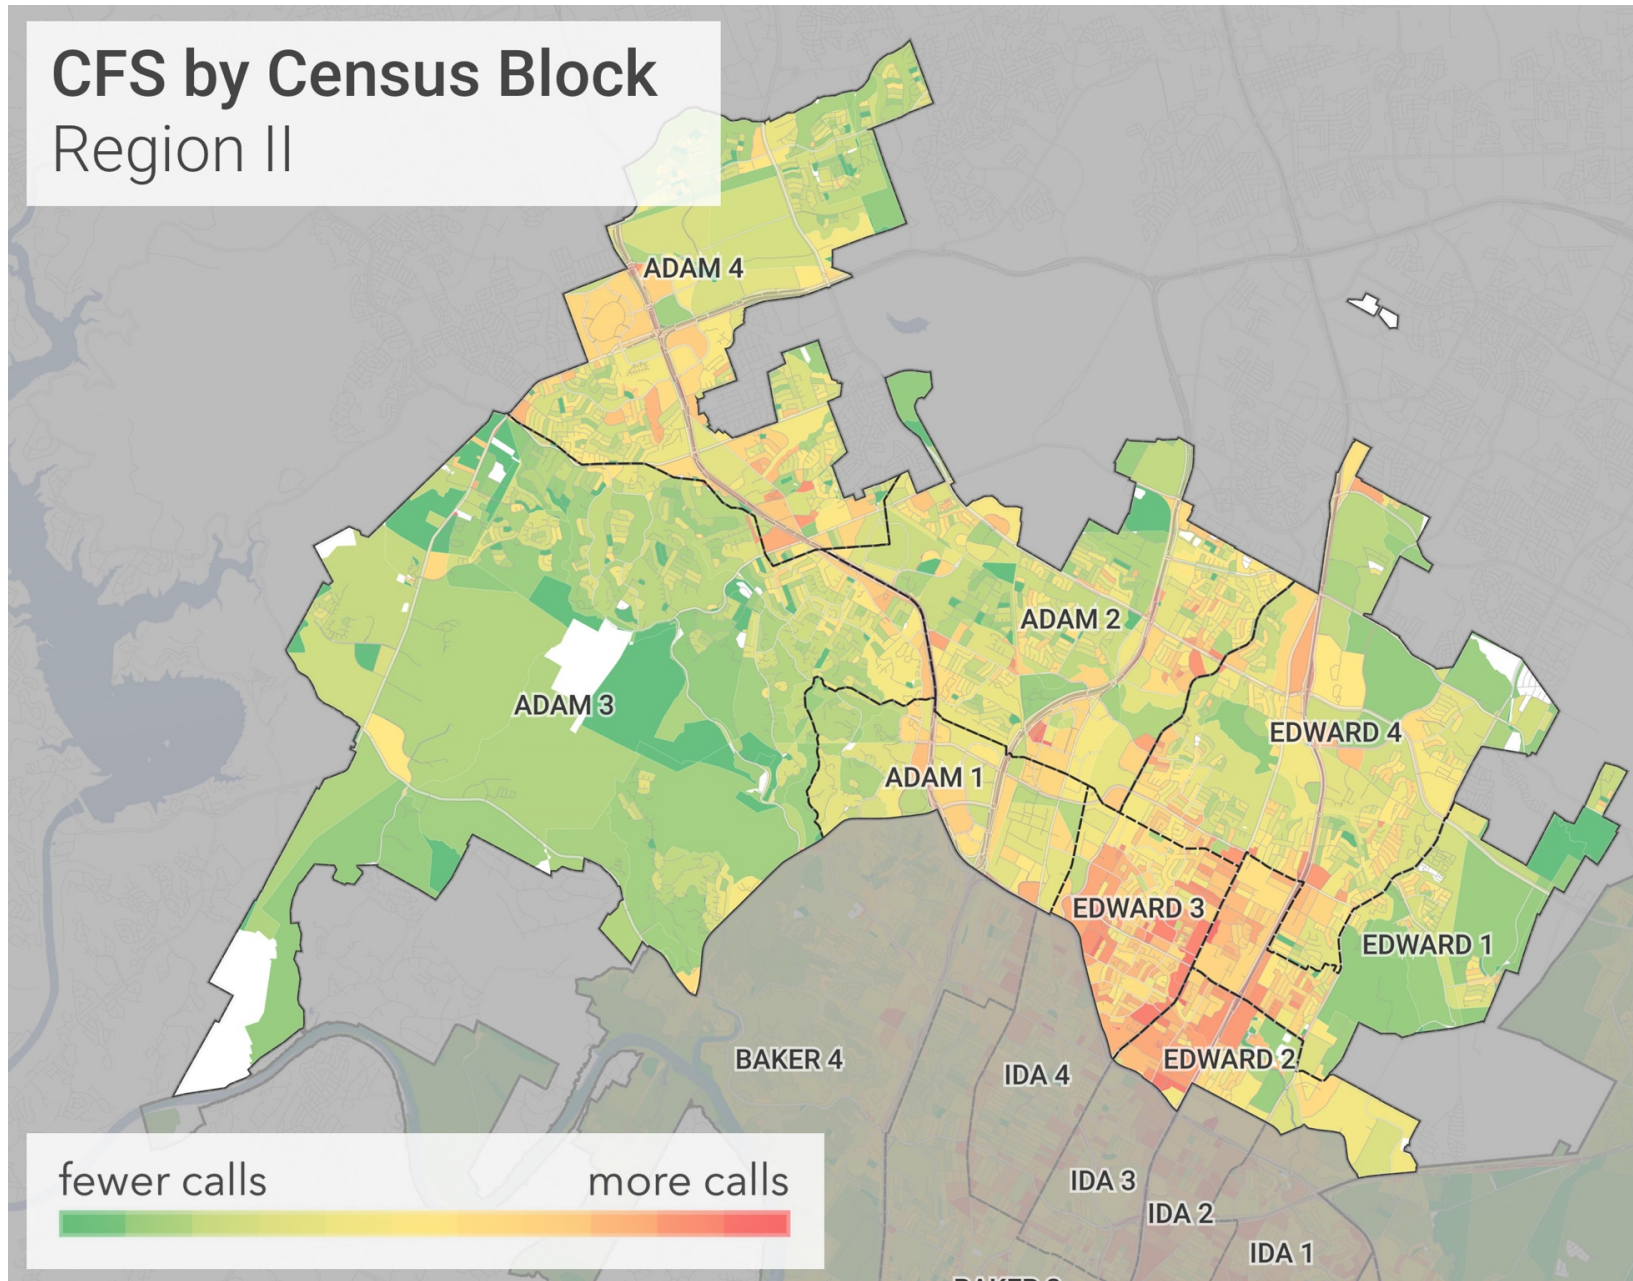 CFS by Census Block
Region II
ADAM 4
ADAM 2
ADAM 3
EDWARD 4
ADAM 1
EDWARD 3
EDWARD 1
BAKER 4
IDA 4
EDWARD 2
IDA 3
IDA 2
IDA 1
fewer calls
more calls